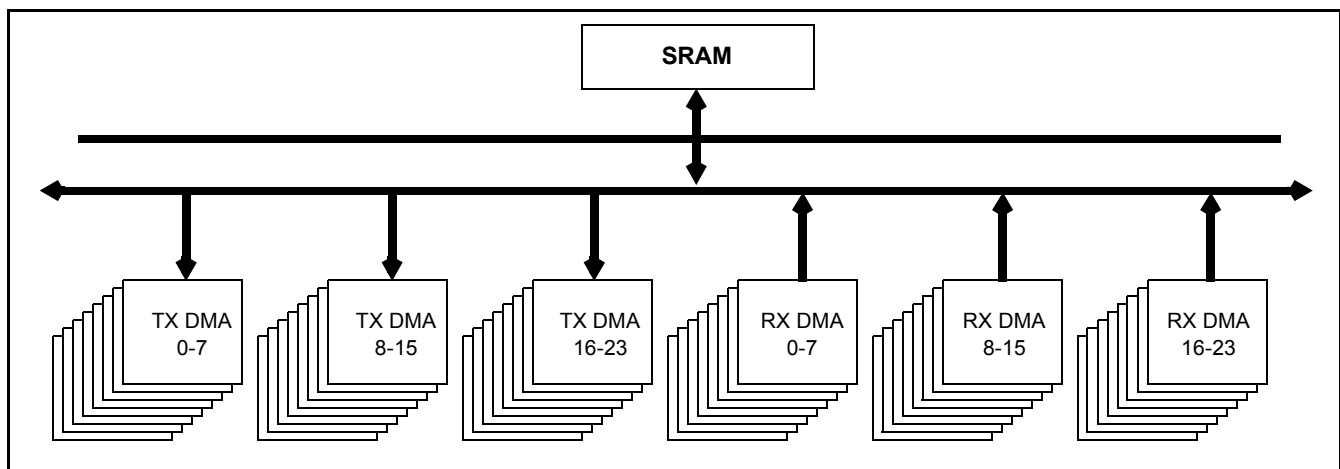 SRAM
TX DMA
0-7
TX DMA
8-15
TX DMA
16-23
RX DMA
0-7
RX DMA
8-15
RX DMA
16-23